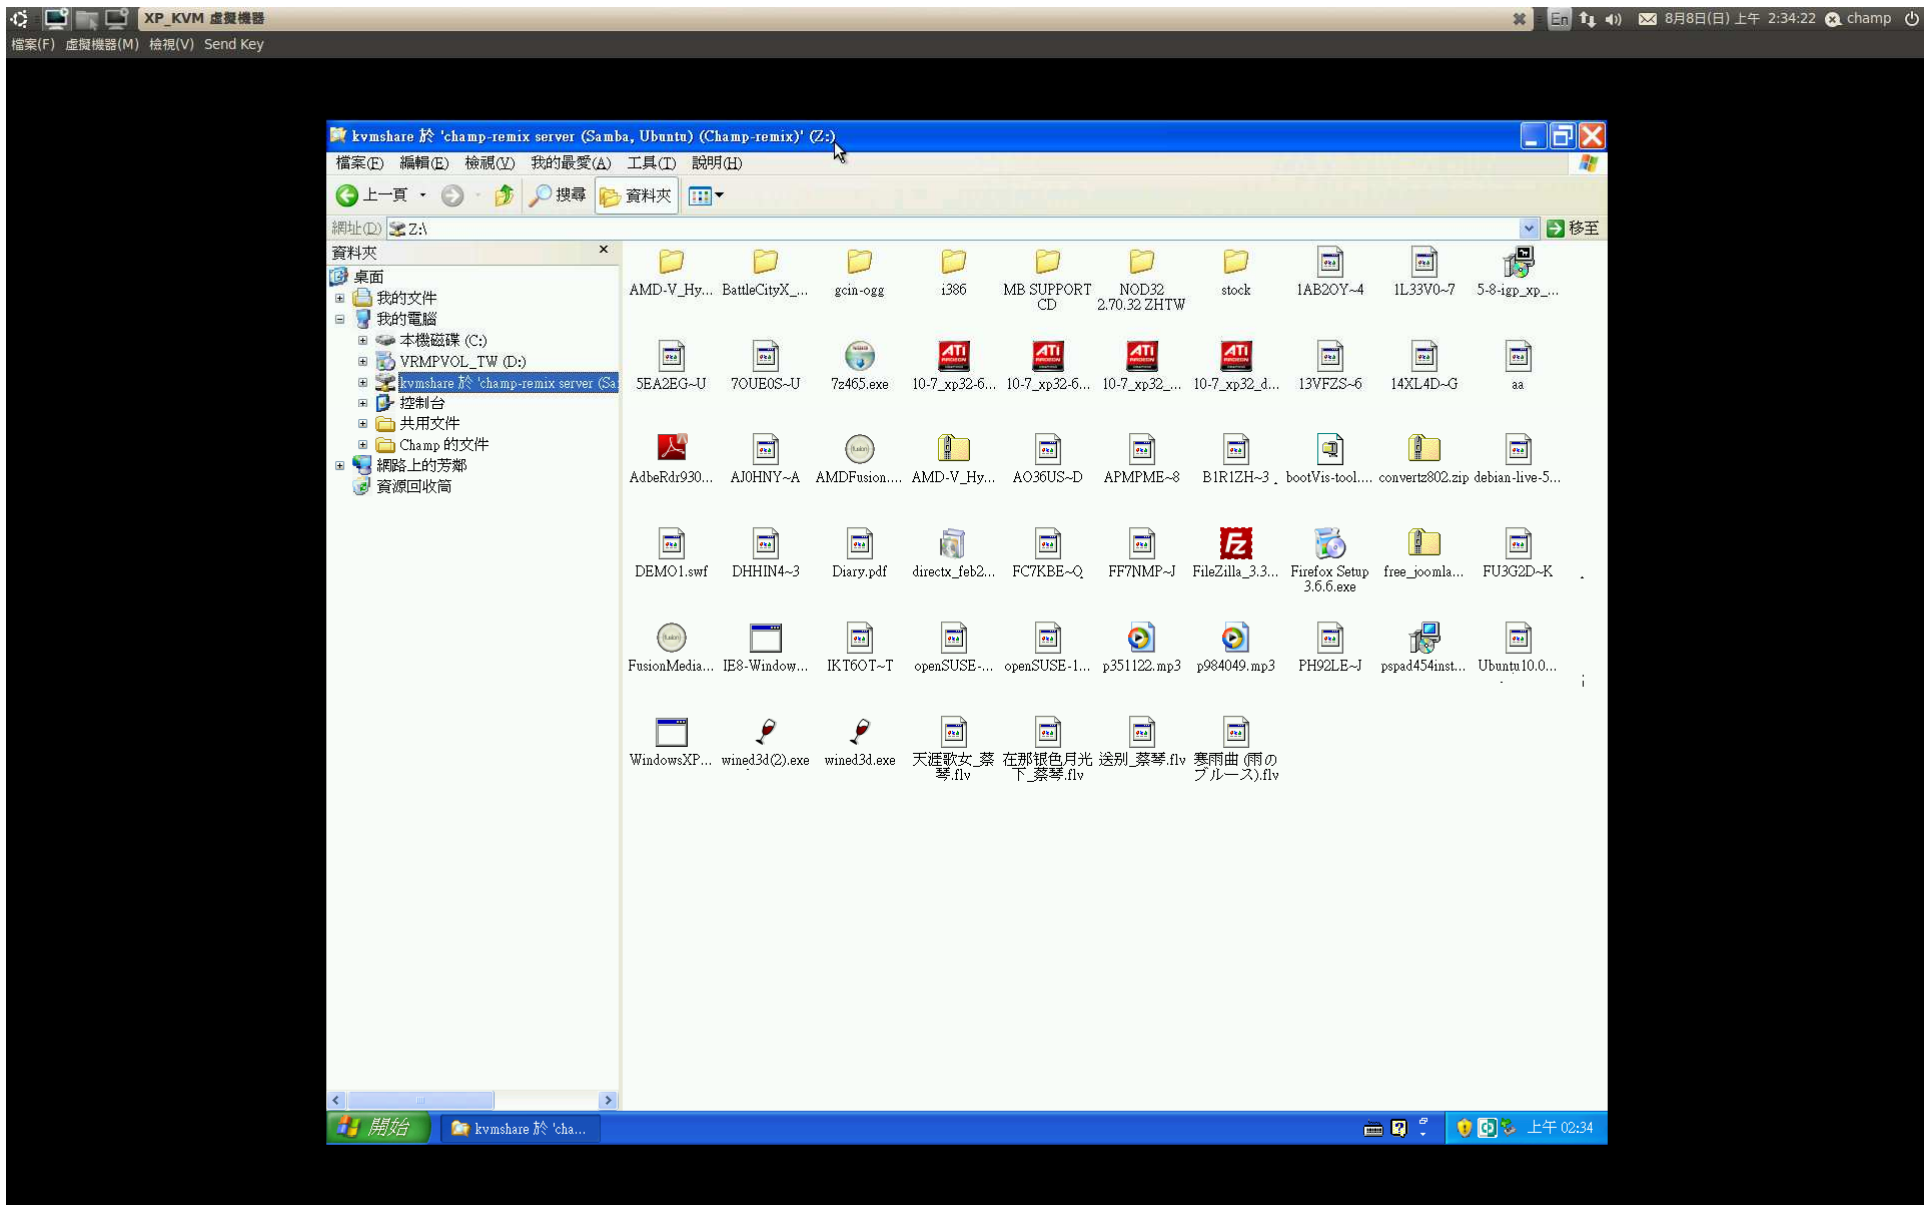 XP_KVM 虛擬機器
En
8月8日(日) 上午 2:34:22
champ
檔案(F) 虛擬機器(M) 檢視(V) Send Key
kvmshare 於 'champ-remix server (Samba, Ubuntu) (Champ-remix)' (Z:)
檔案(F) 編輯(E) 檢視(V) 我的最愛(A) 工具(T) 說明(H)
上一頁 搜尋 資料夾
網址(D) Z:\ 移至
資料夾
桌面
我的文件
我的電腦
本機磁碟 (C:)
VRMPVOL_TW (D:)
kvmshare 於 'champ-remix server (Sa
控制台
共用文件
Champ 的文件
網路上的芳鄰
資源回收筒
AMD-V_Hy... BattleCityX_... gcin-ogg i386 MB SUPPORT CD NOD32 2.70.32 ZHTW stock 1AB2OY~4 1L33V0~7 5-8-igp_xp_...
ATI ATI ATI ATI
5EA2EG~U 7OUE0S~U 7z465.exe 10-7_xp32-6... 10-7_xp32-6... 10-7_xp32_... 10-7_xp32_d... 13VFZS~6 14XL4D~G aa
AdbeRdr930... AJ0HNY~A AMDFusion.... AMD-V_Hy... AO36US~D APMPME~8 B1R1ZH~3 bootVis-tool.... convertz802.zip debian-live-5...
DEMO1.swf DHHIN4~3 Diary.pdf directx_feb2... FC7KBE~Q FF7NMP~J FileZilla_3.3... Firefox Setup 3.6.6.exe free_joomla... FU3G2D~K
FusionMedia... IE8-Window... IKT6OT~T openSUSE-... openSUSE-1... p351122.mp3 p984049.mp3 PH92LE~J pspad454inst... Ubuntu10.0...
WindowsXP... wined3d(2).exe wined3d.exe 天涯歌女_蔡琴.flv 在那银色月光下_蔡琴.flv 送别_蔡琴.flv 寒雨曲 (雨のブルース).flv
開始 kvmshare 於 'cha... 上午 02:34